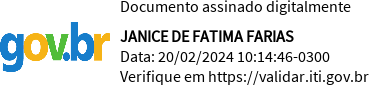 Documento assinado digitalmente
gov.br
JANICE DE FATIMA FARIAS
Data: 20/02/2024 10:14:46-0300
Verifique em https://validar.iti.gov.br